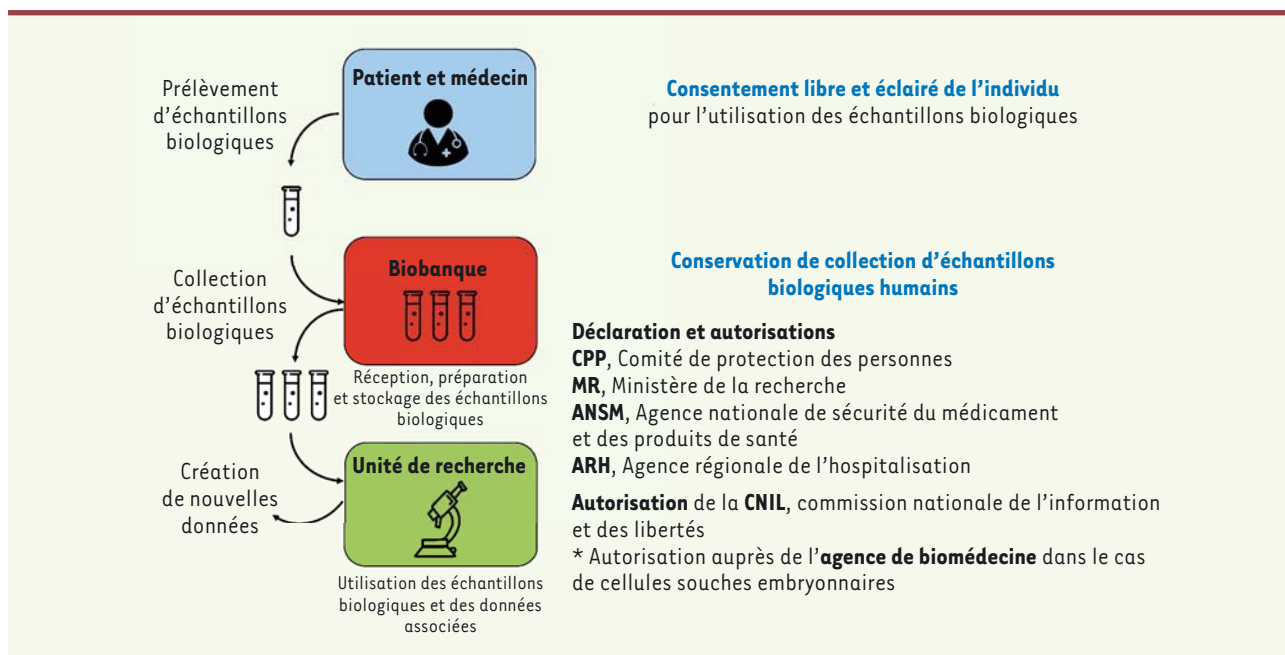 Prélèvement
d'échantillons
biologiques
Patient et médecin
Consentement libre et éclairé de l'individu
pour l'utilisation des échantillons biologiques
Collection
d'échantillons
biologiques
Biobanque
Réception, préparation
et stockage des échantillons
biologiques
Conservation de collection d'échantillons
biologiques humains
Déclaration et autorisations
CPP, Comité de protection des personnes
MR, Ministère de la recherche
ANSM, Agence nationale de sécurité du médicament
et des produits de santé
ARH, Agence régionale de l'hospitalisation
Autorisation de la CNIL, commission nationale de l'information
et des libertés
* Autorisation auprès de l'agence de biomédecine dans le cas
de cellules souches embryonnaires
Création
de nouvelles
données
Unité de recherche
Utilisation des échantillons
biologiques et des données
associées